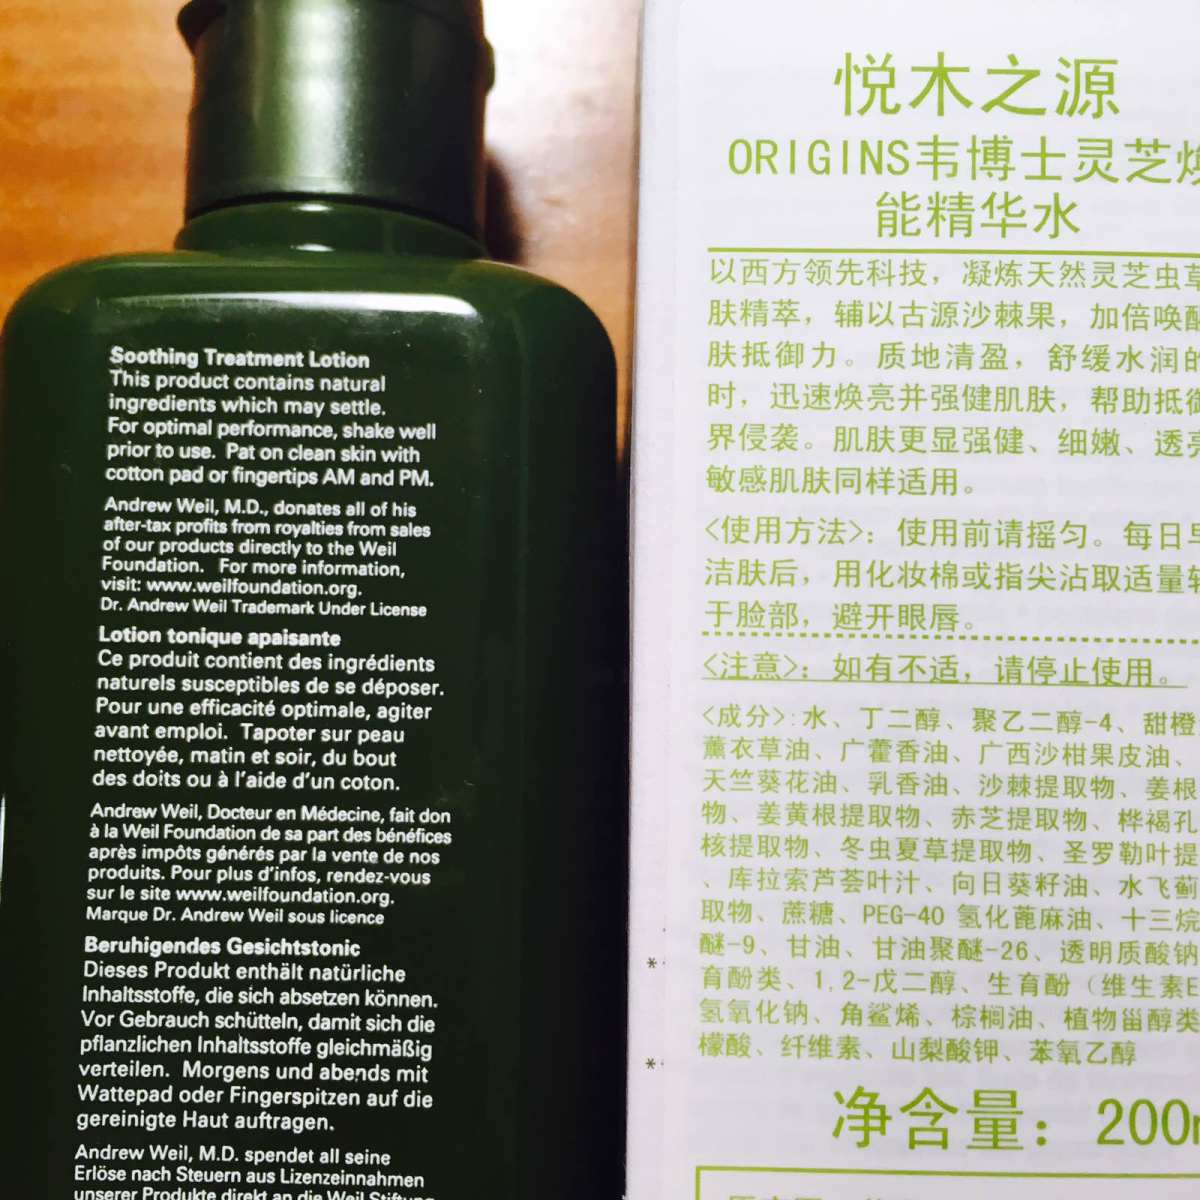 Soothing Treatment Lotion
This product contains natural
ingredients which may settle.
For optimal performance, shake well
prior to use. Pat on clean skin with
cotton pad or fingertips AM and PM.
Andrew Weil, M.D., donates all of his
after-tax profits from royalties from sales
of our products directly to the Weil
Foundation. For more information,
visit: www.weilfoundation.org.
Dr. Andrew Weil Trademark Under License
Lotion tonique apaisante
Ce produit contient des ingrédients
naturels susceptibles de se déposer.
Pour une efficacité optimale, agiter
avant emploi. Tapoter sur peau
nettoyée, matin et soir, du bout
des doits ou à l'aide d'un coton.
Andrew Weil, Docteur en Médecine, fait don
à la Weil Foundation de sa part des bénéfices
après impôts générés par la vente de nos
produits. Pour plus d'infos, rendez-vous
sur le site www.weilfoundation.org.
Marque Dr. Andrew Weil sous licence
Beruhigendes Gesichtstonic
Dieses Produkt enthält natürliche
Inhaltsstoffe, die sich absetzen können.
Vor Gebrauch schütteln, damit sich die
pflanzlichen Inhaltsstoffe gleichmäßig
verteilen. Morgens und abends mit
Wattepad oder Fingerspitzen auf die
gereinigte Haut auftragen.
Andrew Weil, M.D. spendet all seine
Erlöse nach Steuern aus Lizenzeinnahmen
unserer Produkte direkt an die Weil Stiftung
悦木之源
ORIGINS韦博士灵芝焕
能精华水
以西方领先科技，凝炼天然灵芝虫草
肤精萃，辅以古源沙棘果，加倍唤醒
肤抵御力。质地清盈，舒缓水润的
时，迅速焕亮并强健肌肤，帮助抵御
界侵袭。肌肤更显强健、细嫩、透亮
敏感肌肤同样适用。
<使用方法>：使用前请摇匀。每日早
洁肤后，用化妆棉或指尖沾取适量轻
于脸部，避开眼唇。
<注意>：如有不适，请停止使用。
<成分>:水、丁二醇、聚乙二醇-4、甜橙
薰衣草油、广藿香油、广西沙柑果皮油、
天竺葵花油、乳香油、沙棘提取物、姜根
物、姜黄根提取物、赤芝提取物、桦褐孔
核提取物、冬虫夏草提取物、圣罗勒叶提
、库拉索芦荟叶汁、向日葵籽油、水飞蓟
取物、蔗糖、PEG-40 氢化蓖麻油、十三烷
醚-9、甘油、甘油聚醚-26、透明质酸钠
育酚类、1,2-戊二醇、生育酚（维生素E
氢氧化钠、角鲨烯、棕榈油、植物甾醇类
檬酸、纤维素、山梨酸钾、苯氧乙醇
净含量：200m